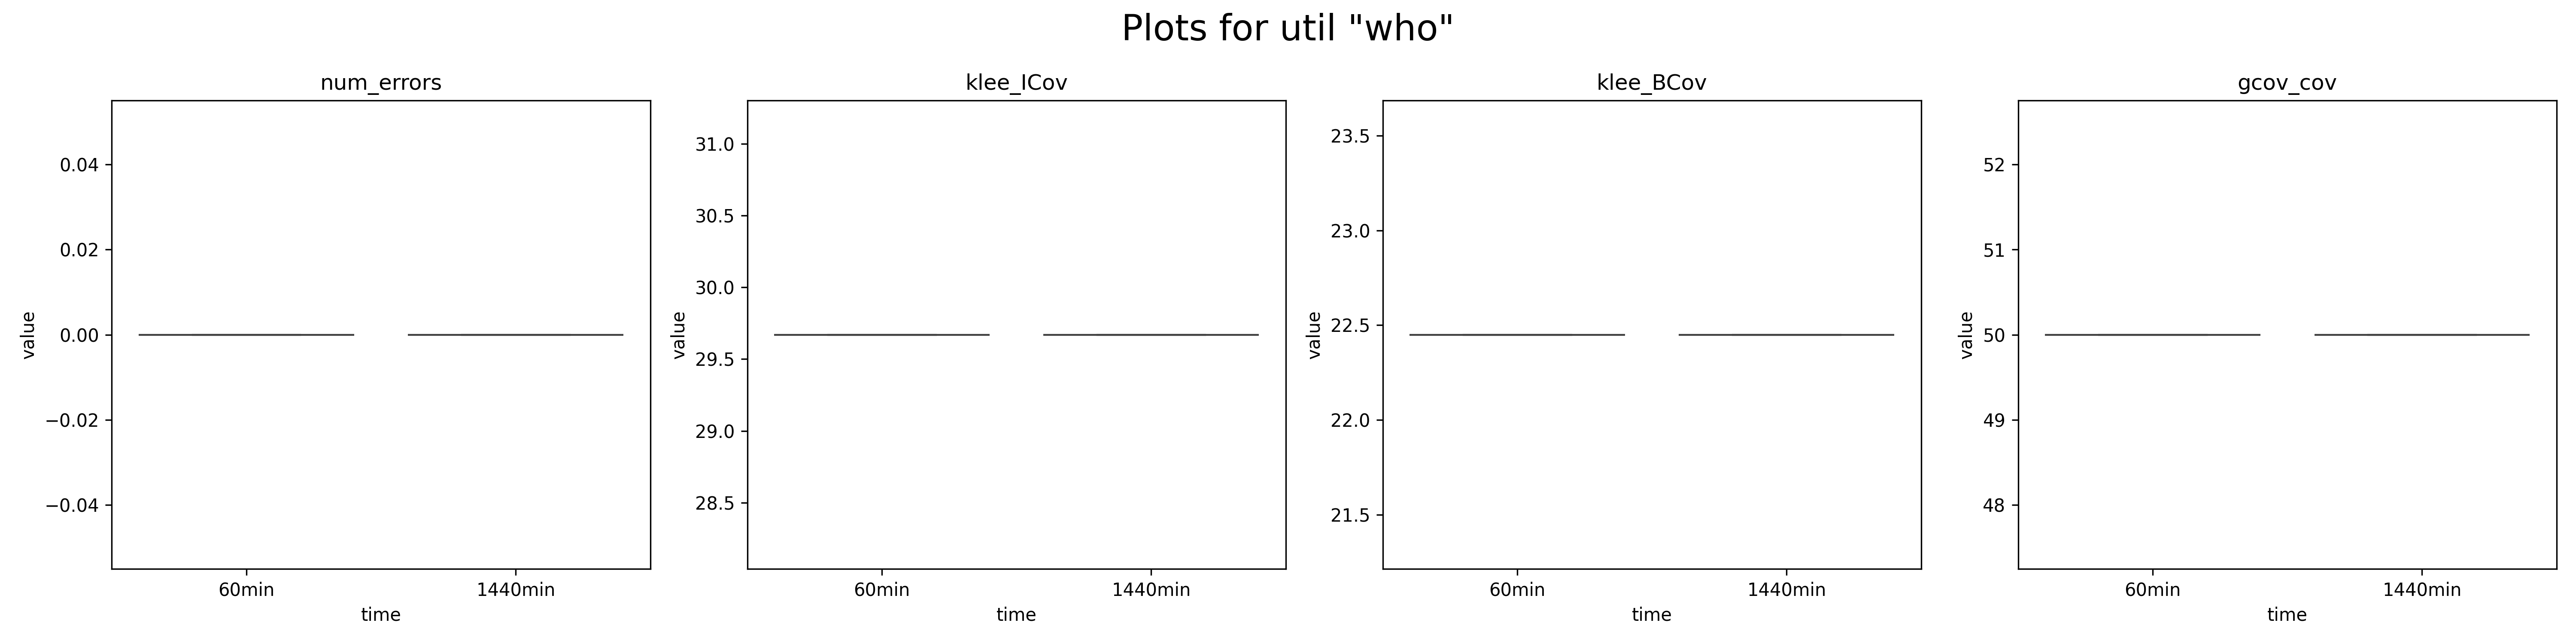 Plots for util "who"
num_errors
value
0.04
0.02
0.00
−0.02
−0.04
60min
1440min
time
klee_ICov
value
31.0
30.5
30.0
29.5
29.0
28.5
60min
1440min
time
klee_BCov
value
23.5
23.0
22.5
22.0
21.5
60min
1440min
time
gcov_cov
value
52
51
50
49
48
60min
1440min
time